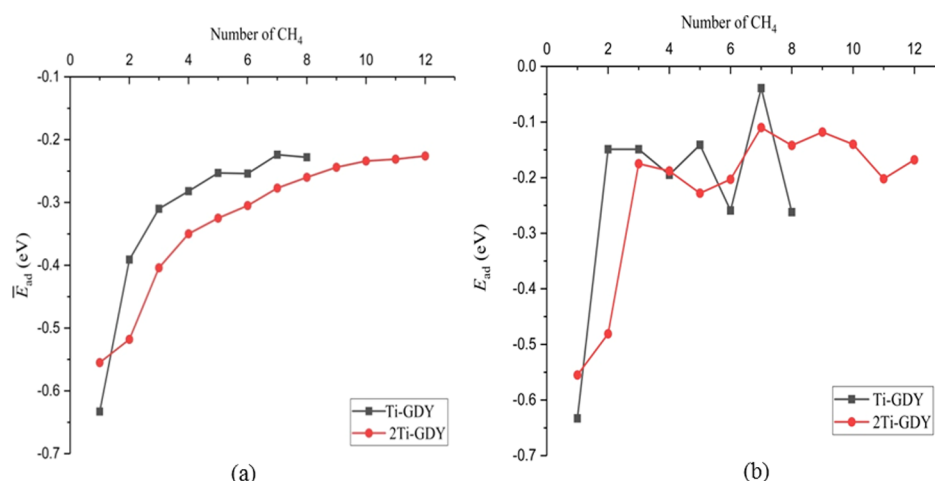 Number of CH4
0 2 4 6 8 10 12
-0.1
-0.2
-0.3
-0.4
-0.5
-0.6
-0.7
E̅ad (eV)
Ti-GDY
2Ti-GDY
(a)
Number of CH4
0 2 4 6 8 10 12
0.0
-0.1
-0.2
-0.3
-0.4
-0.5
-0.6
-0.7
Ead (eV)
Ti-GDY
2Ti-GDY
(b)